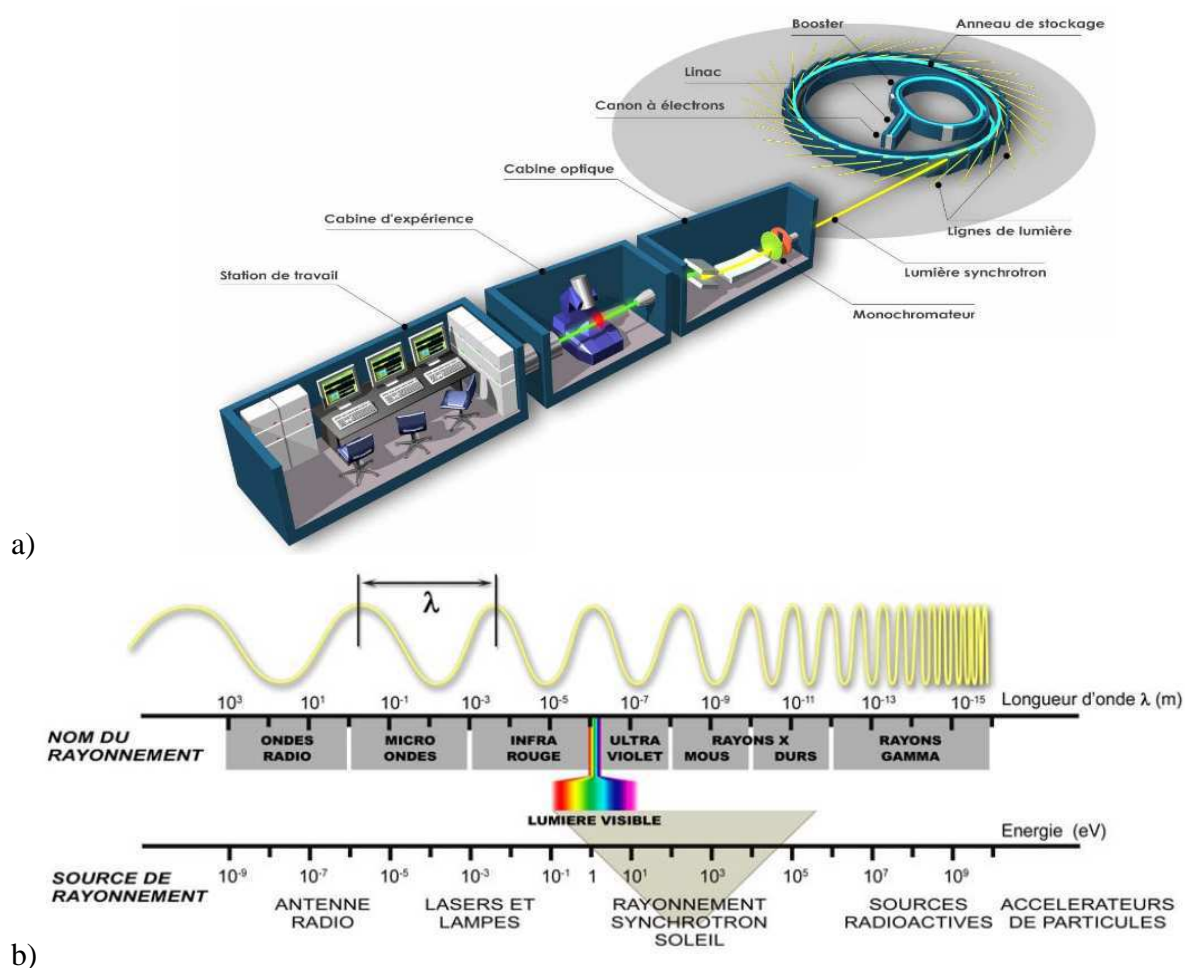 Booster
Anneau de stockage
Linac
Canon à électrons
Cabine optique
Cabine d'expérience
Station de travail
Lignes de lumière
Lumière synchrotron
Monochromateur
a)
λ
10³ 10¹ 10⁻¹ 10⁻³ 10⁻⁵ 10⁻⁷ 10⁻⁹ 10⁻¹¹ 10⁻¹³ 10⁻¹⁵ Longueur d'onde λ (m)
NOM DU
RAYONNEMENT
ONDES
RADIO
MICRO
ONDES
INFRA
ROUGE
ULTRA
VIOLET
RAYONS X
MOUS DURS
RAYONS
GAMMA
LUMIERE VISIBLE
Energie (eV)
SOURCE DE
RAYONNEMENT
10⁻⁹ 10⁻⁷ 10⁻⁵ 10⁻³ 10⁻¹ 1 10¹ 10³ 10⁵ 10⁷ 10⁹
ANTENNE
RADIO
LASERS ET
LAMPES
RAYONNEMENT
SYNCHROTRON
SOLEIL
SOURCES
RADIOACTIVES
ACCELERATEURS
DE PARTICULES
b)